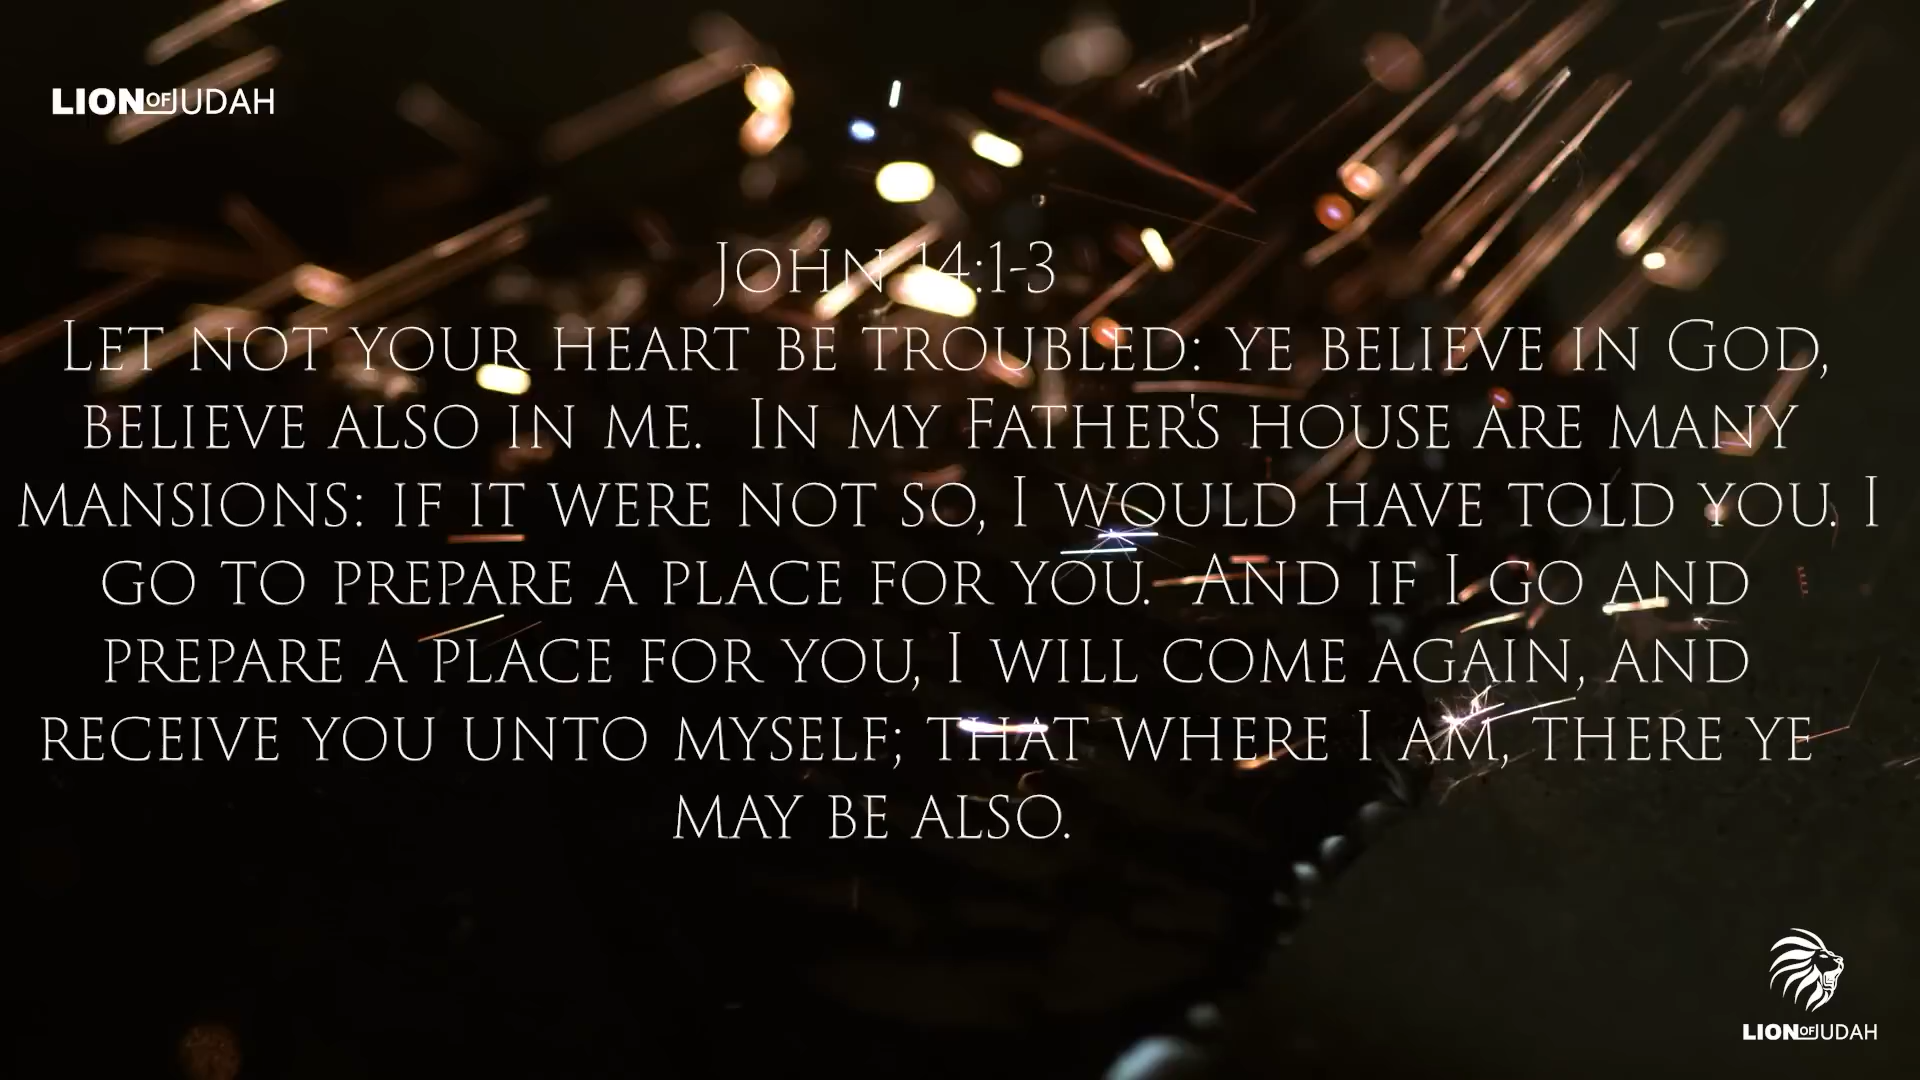 LION OF JUDAH
John 14:1-3
Let not your heart be troubled: ye believe in God,
believe also in me.  In my Father's house are many
mansions: if it were not so, I would have told you. I
go to prepare a place for you.  And if I go and
prepare a place for you, I will come again, and
receive you unto myself; that where I am, there ye
may be also.
LION OF JUDAH